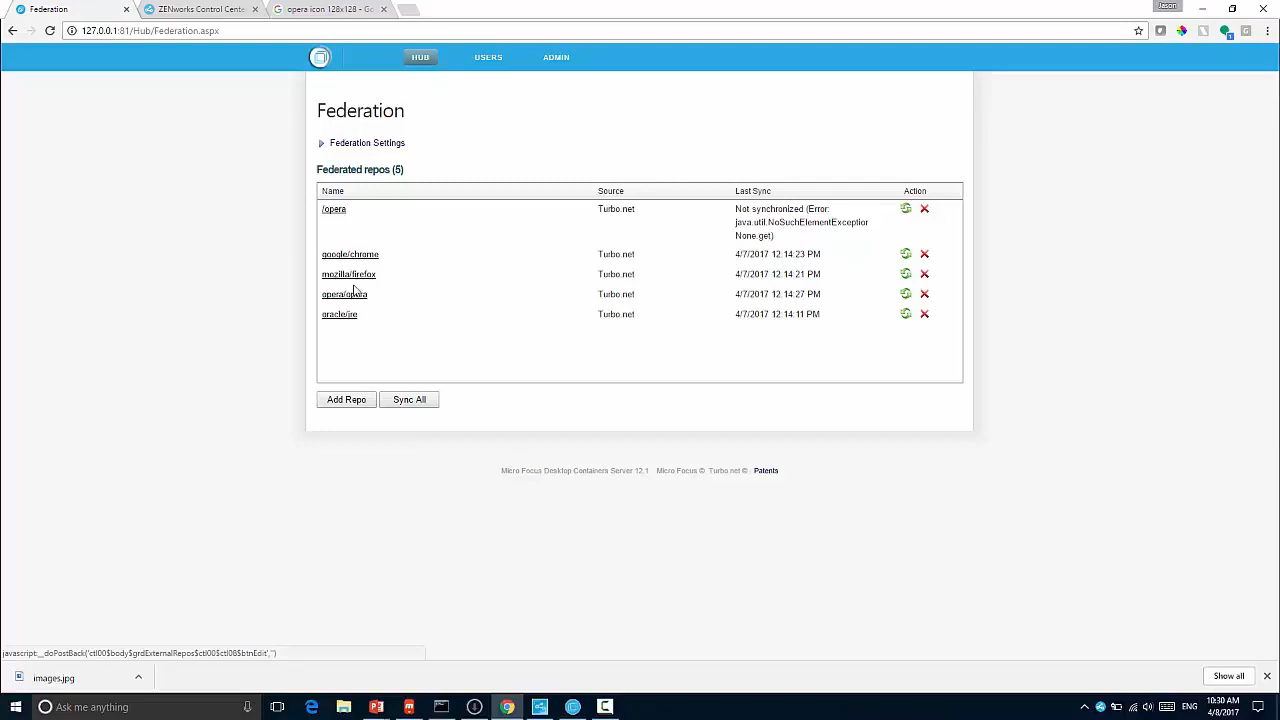 Federation
ZENworks Control Cente
opera icon 128x128 - Go
Jason
127.0.0.1:81/Hub/Federation.aspx
HUB USERS ADMIN
Federation
Federation Settings
Federated repos (5)
Name Source Last Sync Action
/opera Turbo.net Not synchronized (Error:
java.util.NoSuchElementException
None.get)
google/chrome Turbo.net 4/7/2017 12:14:23 PM
mozilla/firefox Turbo.net 4/7/2017 12:14:21 PM
opera/opera Turbo.net 4/7/2017 12:14:27 PM
oracle/jre Turbo.net 4/7/2017 12:14:11 PM
Add Repo Sync All
Micro Focus Desktop Containers Server 12.1 Micro Focus © Turbo.net © Patents
javascript:__doPostBack('ctl00$body$grdExternalRepos$ctl00$ctl08$btnEdit','')
images.jpg
Show all
Ask me anything
ENG
10:30 AM
4/8/2017